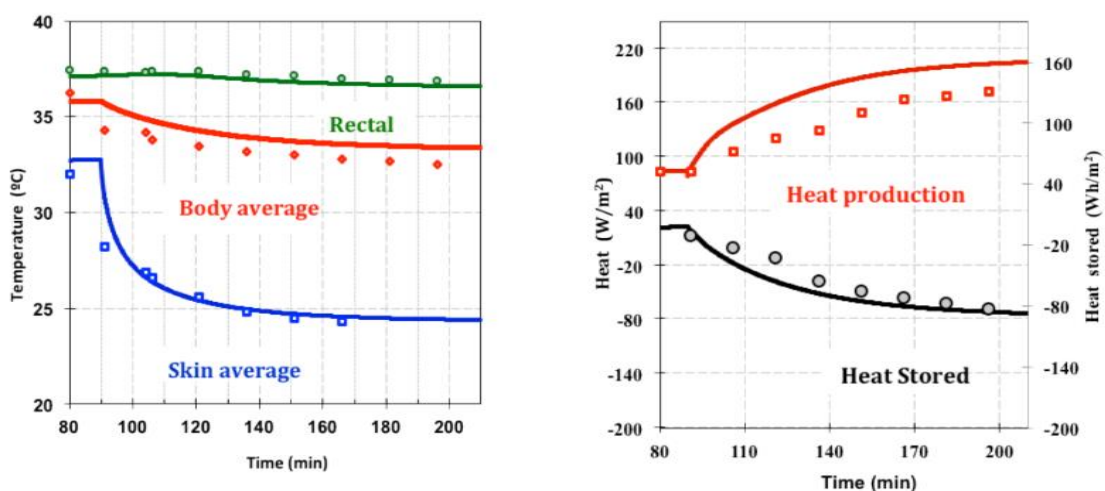 40
35
30
25
20
Temperature (ºC)
Rectal
Body average
Skin average
80 100 120 140 160 180 200
Time (min)
220
160
100
40
-20
-80
-140
-200
Heat (W/m²)
Heat production
Heat Stored
160
100
40
-20
-80
-140
-200
Heat stored (Wh/m²)
80 110 140 170 200
Time (min)